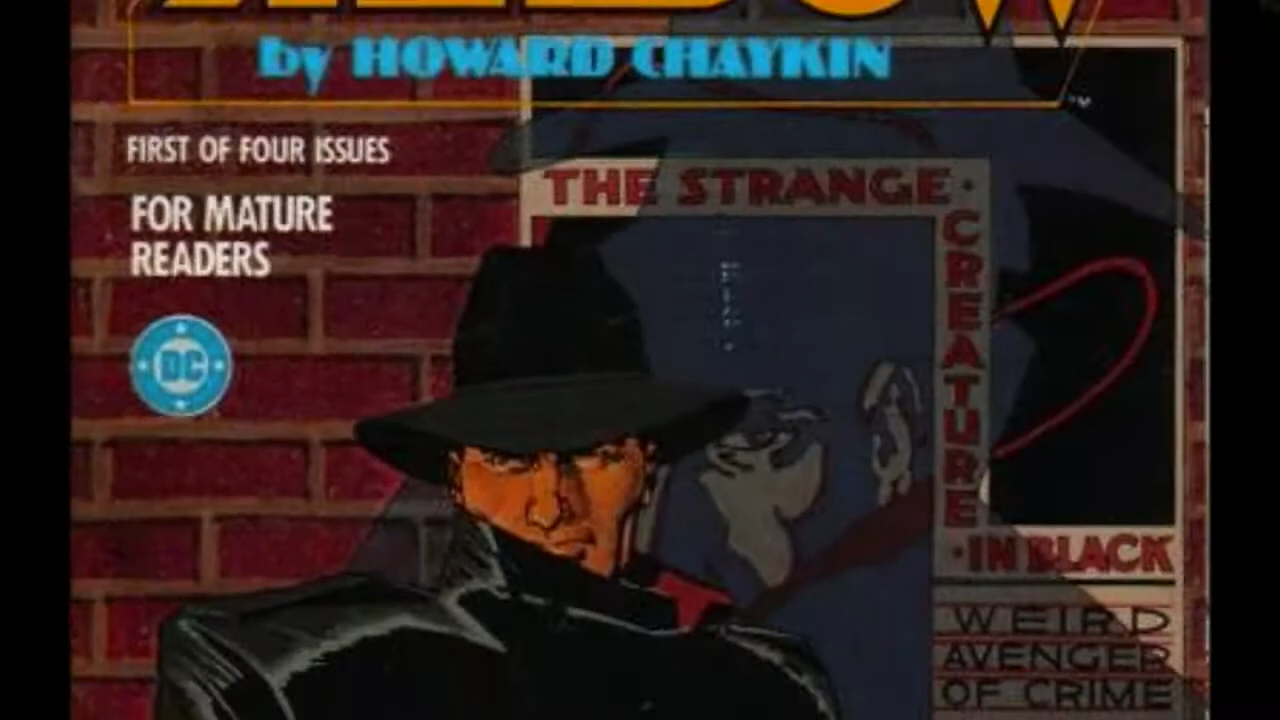 by HOWARD CHAYKIN
TM
FIRST OF FOUR ISSUES
FOR MATURE
READERS
DC
THE STRANGE
CREATURE
IN BLACK
WEIRD
AVENGER
OF CRIME